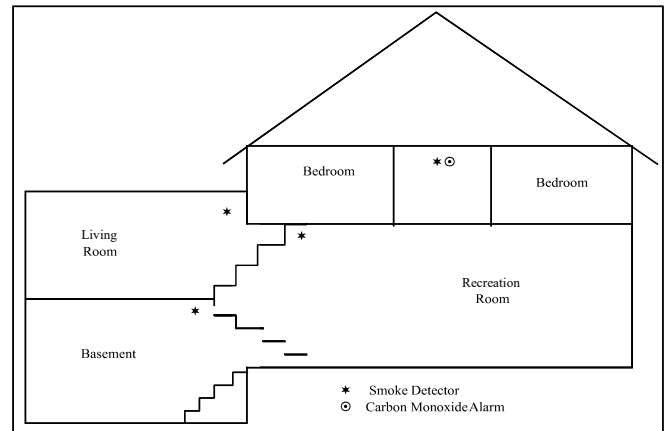 Bedroom
Bedroom
Living
Room
Recreation
Room
Basement
Smoke Detector
Carbon Monoxide Alarm